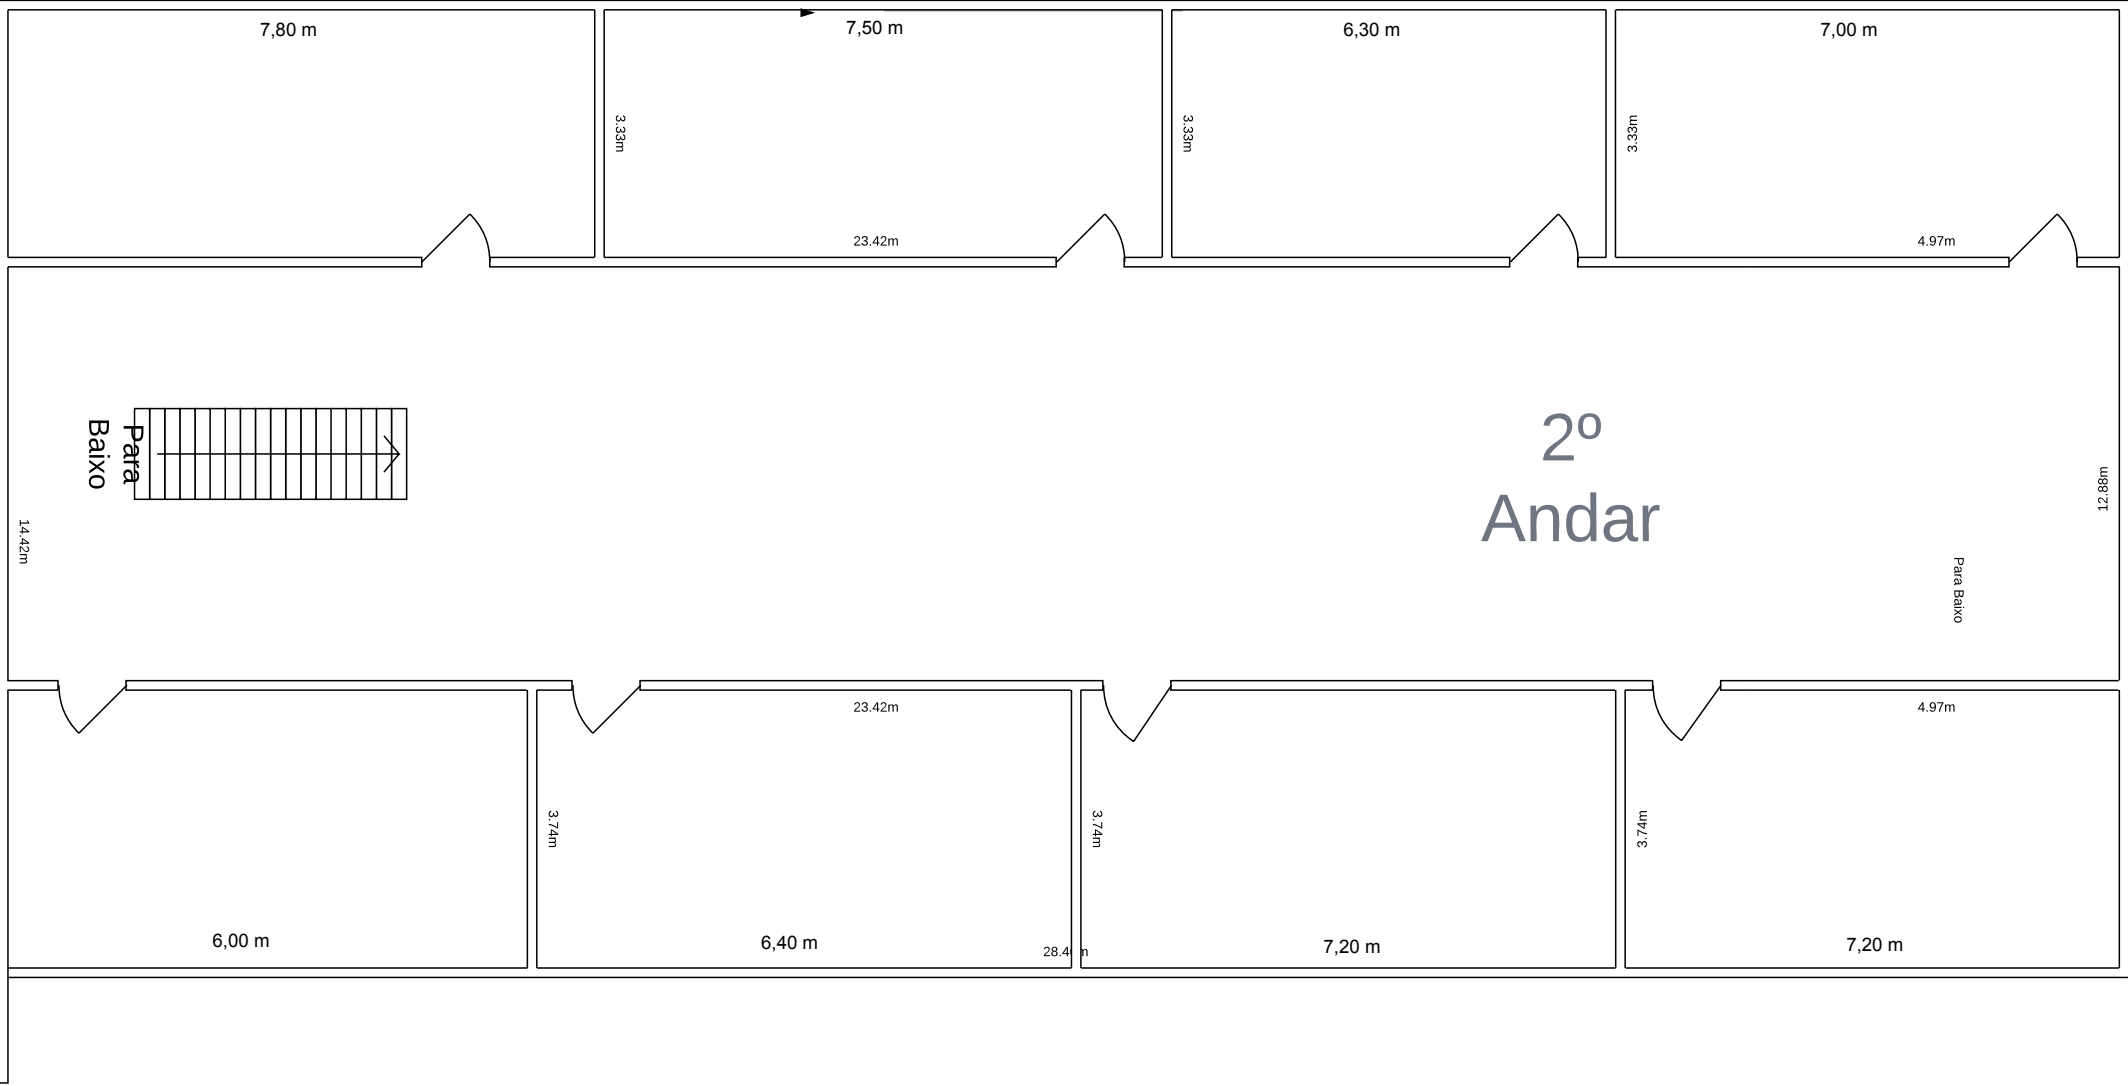 7,80 m
7,50 m
6,30 m
7,00 m
3.33m
3.33m
3.33m
23.42m
4.97m
2º
Andar
Para
Baixo
14.42m
12.88m
Para Baixo
23.42m
4.97m
3.74m
3.74m
3.74m
6,00 m
6,40 m
7,20 m
7,20 m